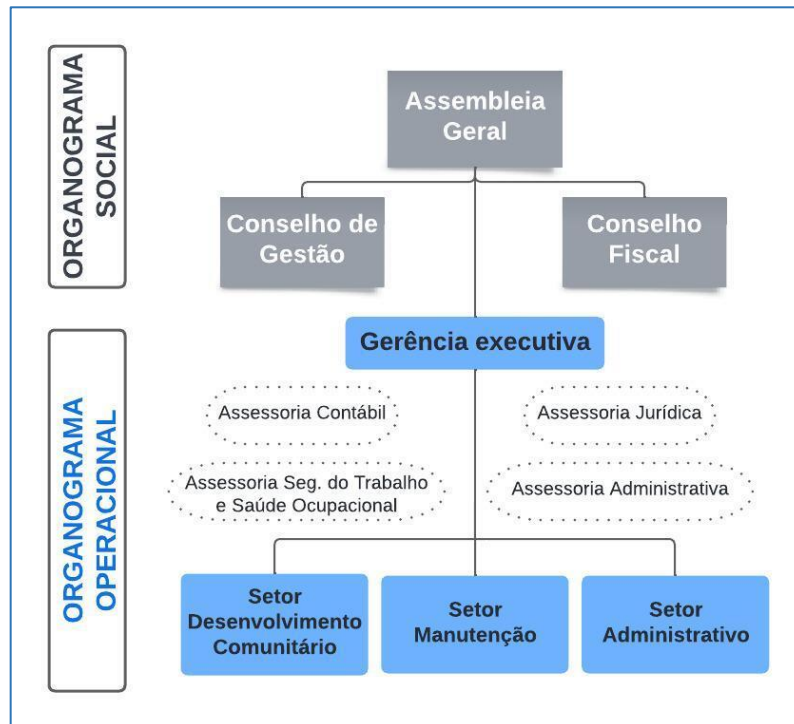 ORGANOGRAMA
SOCIAL
Assembleia
Geral
Conselho de
Gestão
Conselho
Fiscal
ORGANOGRAMA
OPERACIONAL
Gerência executiva
Assessoria Contábil
Assessoria Jurídica
Assessoria Seg. do Trabalho
e Saúde Ocupacional
Assessoria Administrativa
Setor
Desenvolvimento
Comunitário
Setor
Manutenção
Setor
Administrativo